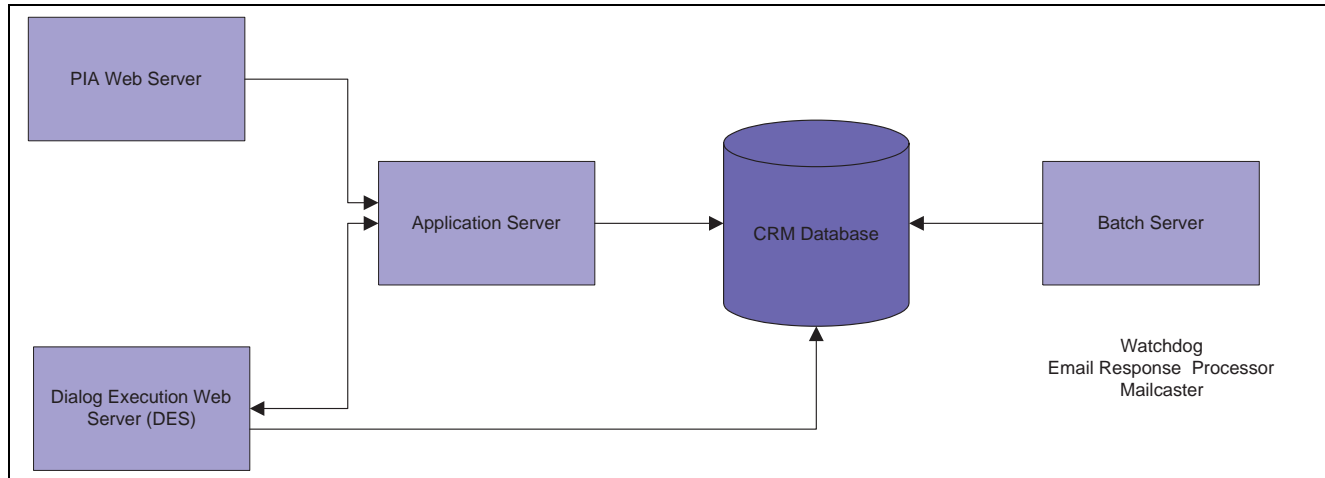 PIA Web Server
Application Server
CRM Database
Batch Server
Watchdog
Email Response Processor
Mailcaster
Dialog Execution Web
Server (DES)